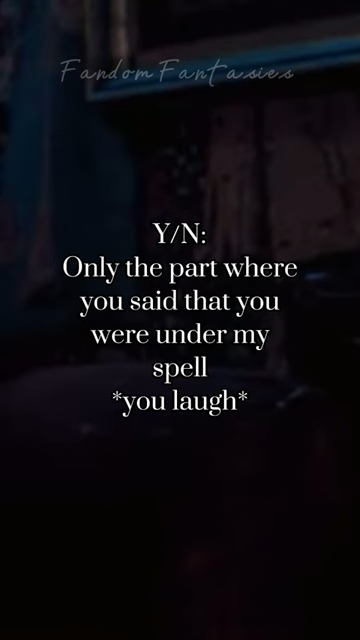 FandomFantasies
Y/N:
Only the part where
you said that you
were under my
spell
*you laugh*